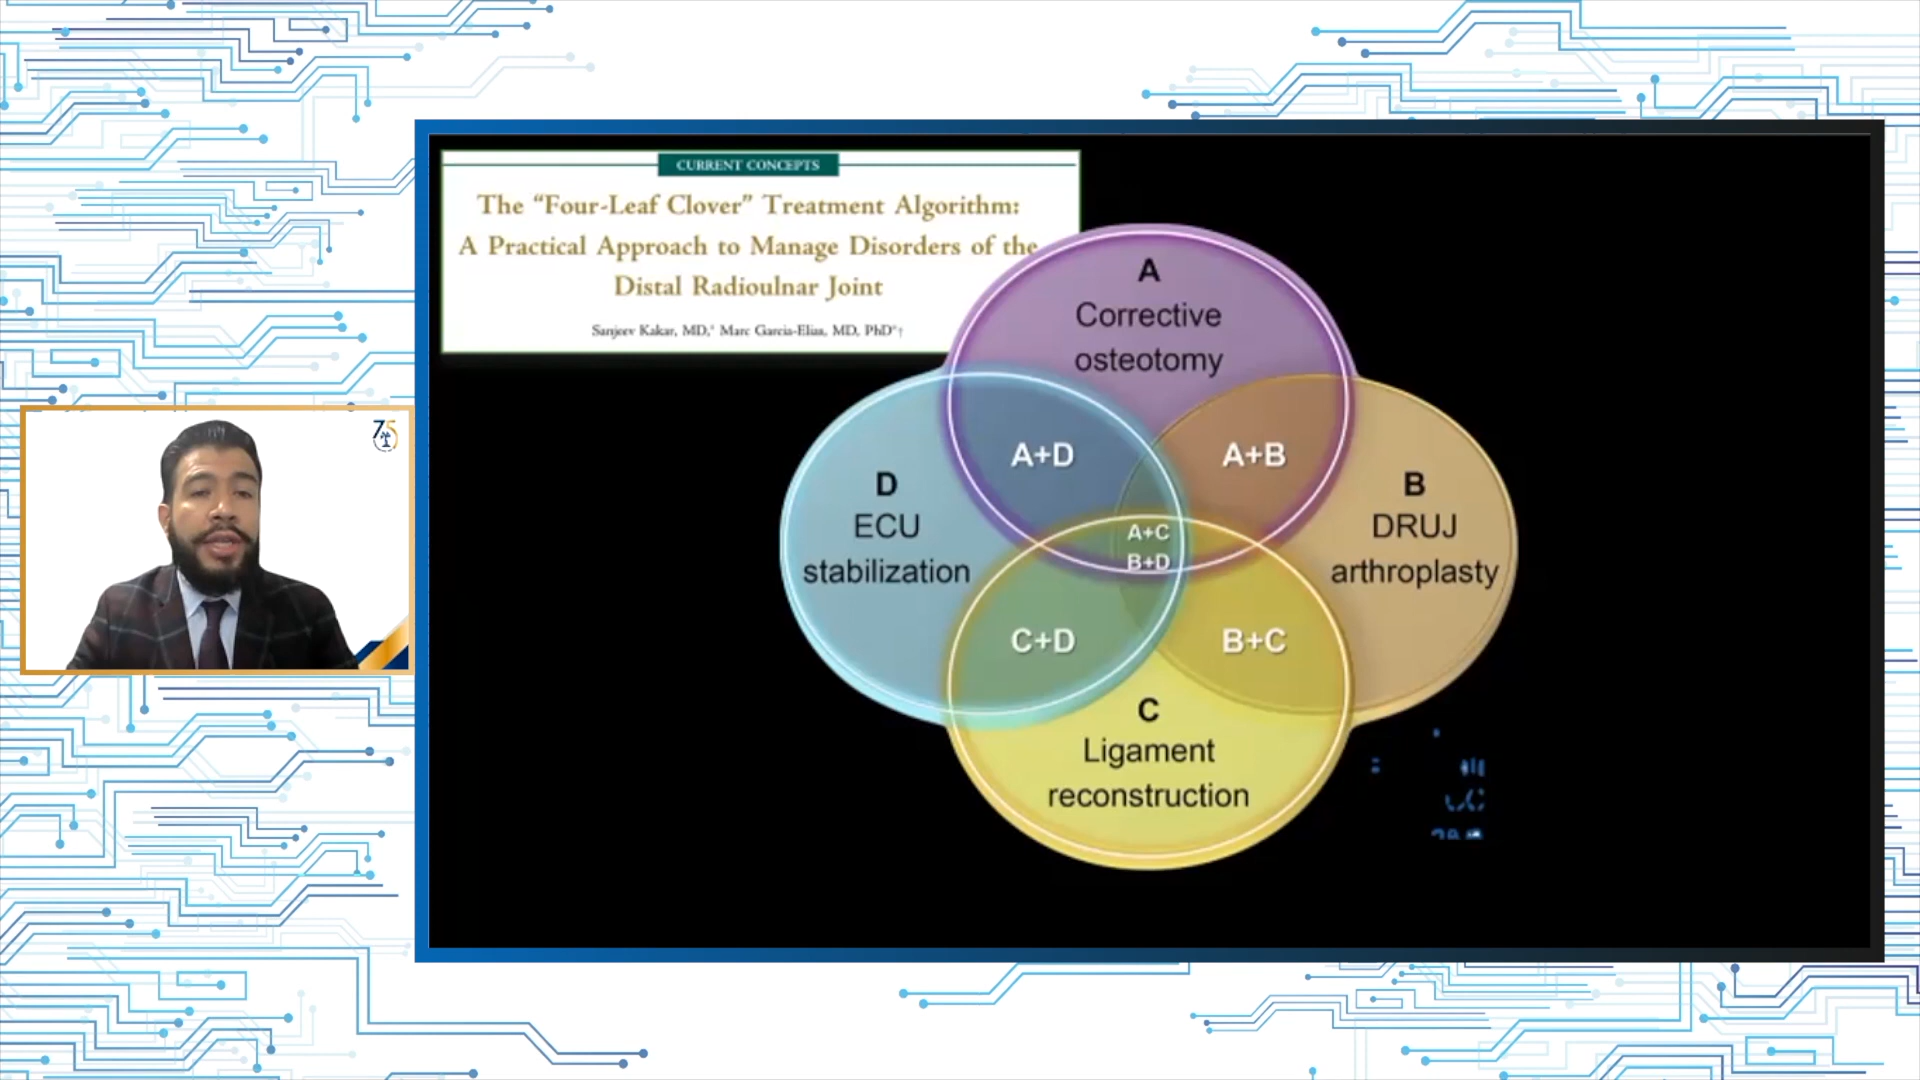 CURRENT CONCEPTS
The “Four-Leaf Clover” Treatment Algorithm:
A Practical Approach to Manage Disorders of the
Distal Radioulnar Joint
Sanjeev Kakar, MD,* Marc Garcia-Elias, MD, PhD*†
A
Corrective
osteotomy
A+D
A+B
D
ECU
stabilization
B
DRUJ
arthroplasty
A+C
B+D
C+D
B+C
C
Ligament
reconstruction
75